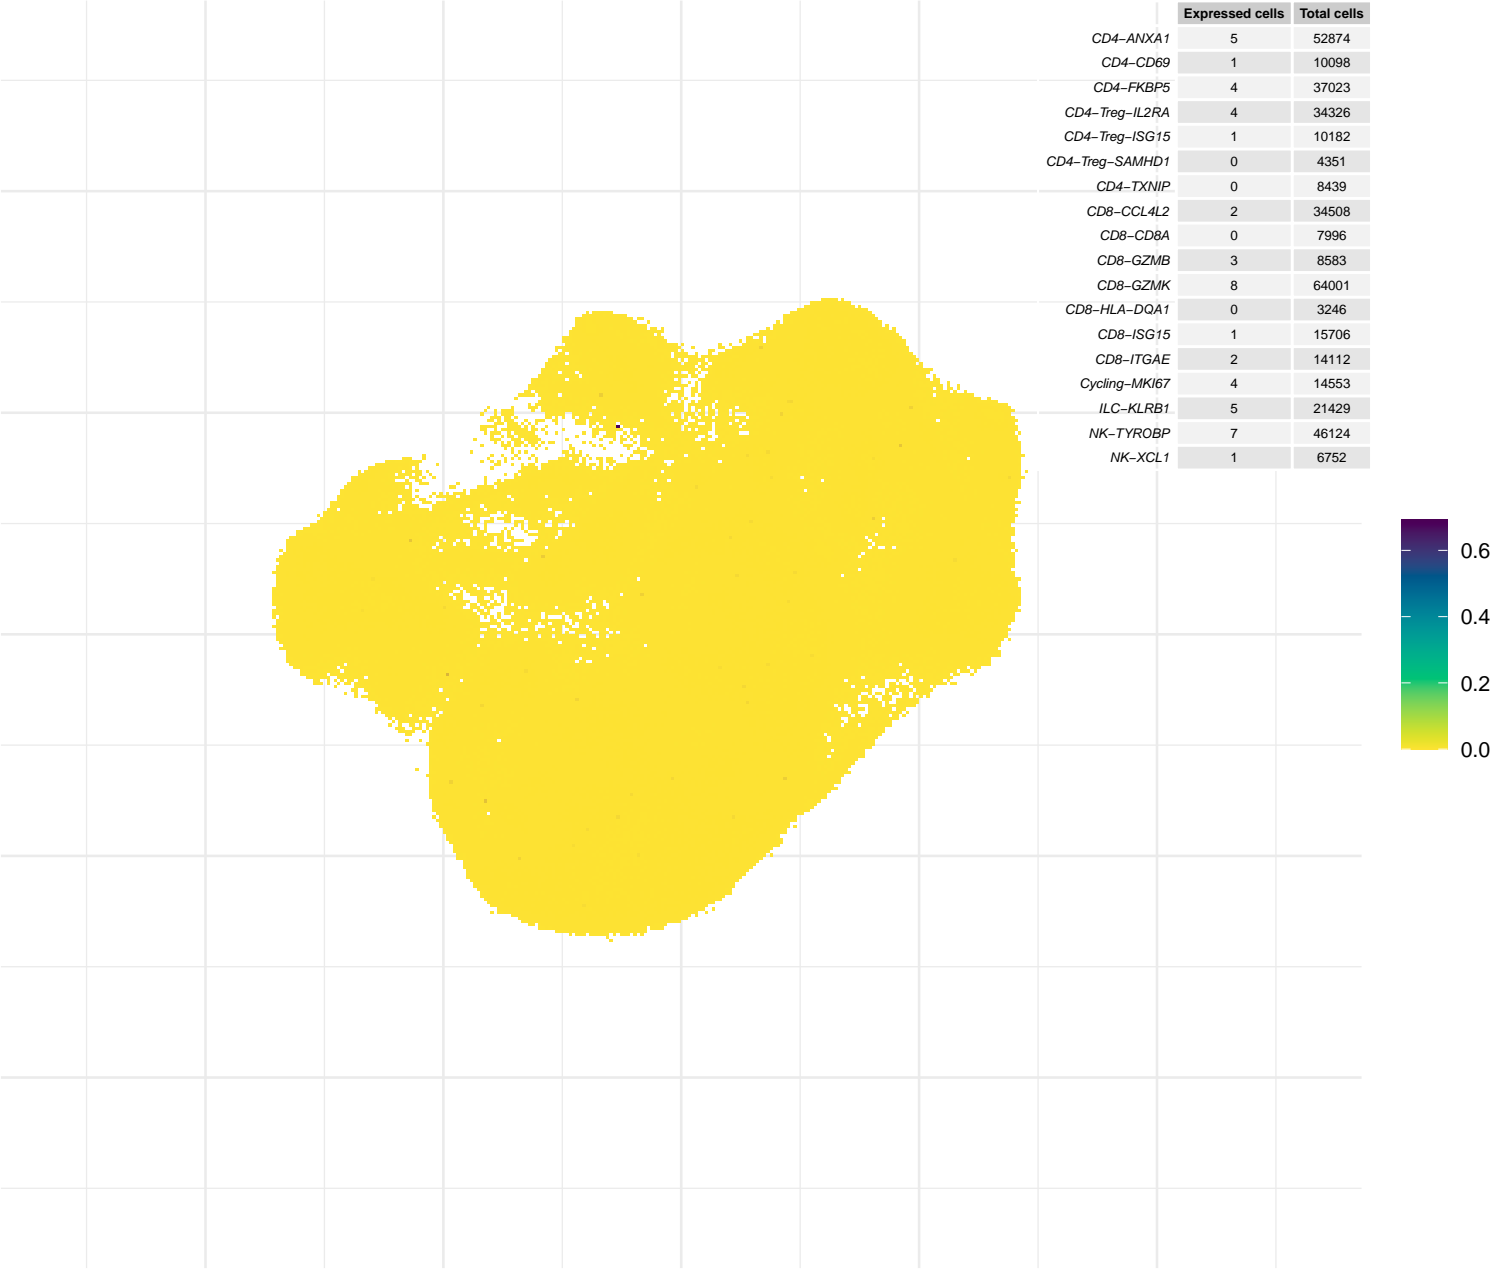 Expressed cells Total cells
CD4−ANXA1 5 52874
CD4−CD69 1 10098
CD4−FKBP5 4 37023
CD4−Treg−IL2RA 4 34326
CD4−Treg−ISG15 1 10182
CD4−Treg−SAMHD1 0 4351
CD4−TXNIP 0 8439
CD8−CCL4L2 2 34508
CD8−CD8A 0 7996
CD8−GZMB 3 8583
CD8−GZMK 8 64001
CD8−HLA−DQA1 0 3246
CD8−ISG15 1 15706
CD8−ITGAE 2 14112
Cycling−MKI67 4 14553
ILC−KLRB1 5 21429
NK−TYROBP 7 46124
NK−XCL1 1 6752
0.6
0.4
0.2
0.0